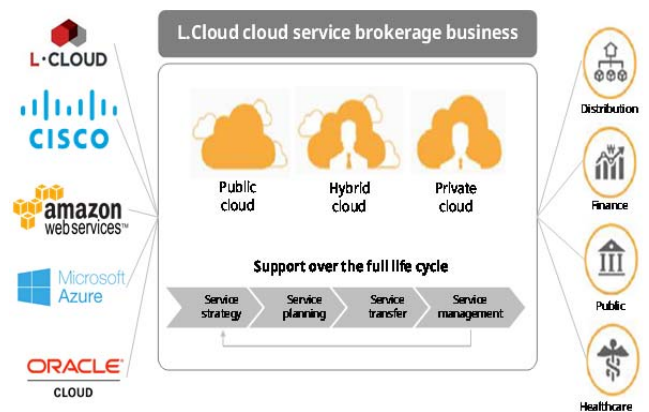 L.Cloud cloud service brokerage business
L·CLOUD
CISCO
amazon
webservices™
Microsoft
Azure
ORACLE®
CLOUD
Public
cloud
Hybrid
cloud
Private
cloud
Support over the full life cycle
Service
strategy
Service
planning
Service
transfer
Service
management
Distribution
₩
Finance
Public
Healthcare